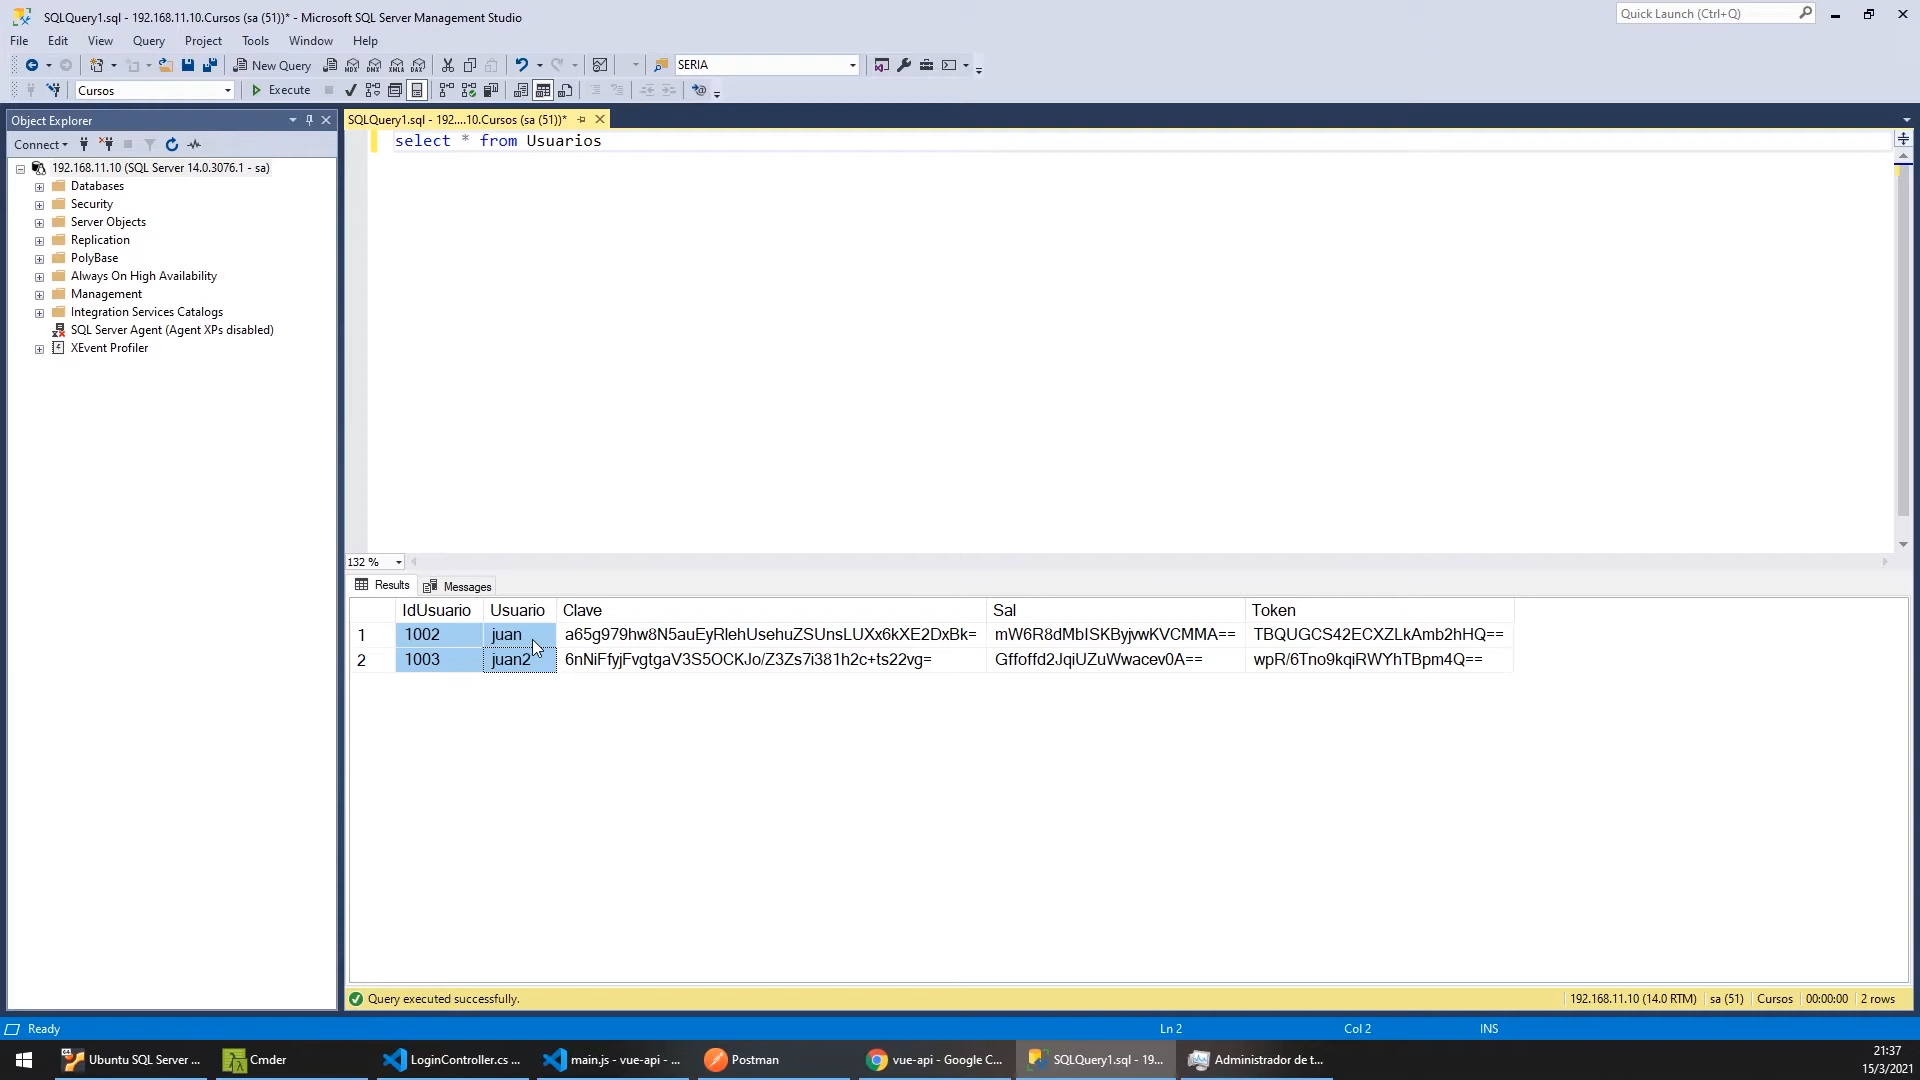 SQLQuery1.sql - 192.168.11.10.Cursos (sa (51))* - Microsoft SQL Server Management Studio
Quick Launch (Ctrl+Q)
File Edit View Query Project Tools Window Help
New Query
MDX
DMX
XMLA
DAX
SERIA
Cursos
Execute
Object Explorer
SQLQuery1.sql - 192....10.Cursos (sa (51))*
Connect
select * from Usuarios
192.168.11.10 (SQL Server 14.0.3076.1 - sa)
Databases
Security
Server Objects
Replication
PolyBase
Always On High Availability
Management
Integration Services Catalogs
SQL Server Agent (Agent XPs disabled)
XEvent Profiler
132 %
Results Messages
IdUsuario Usuario Clave Sal Token
1 1002 juan a65g979hw8N5auEyRlehUsehuZSUnsLUXx6kXE2DxBk= mW6R8dMbISKByjvwKVCMMA== TBQUGCS42ECXZLkAmb2hHQ==
2 1003 juan2 6nNiFfyjFvgtgaV3S5OCKJo/Z3Zs7i381h2c+ts22vg= Gffoffd2JqiUZuWwacev0A== wpR/6Tno9kqiRWYhTBpm4Q==
Query executed successfully. 192.168.11.10 (14.0 RTM) sa (51) Cursos 00:00:00 2 rows
Ready Ln 2 Col 2 INS
Ubuntu SQL Server ... Cmder LoginController.cs ... main.js - vue-api - ... Postman vue-api - Google C... SQLQuery1.sql - 19... Administrador de t...
21:37
15/3/2021